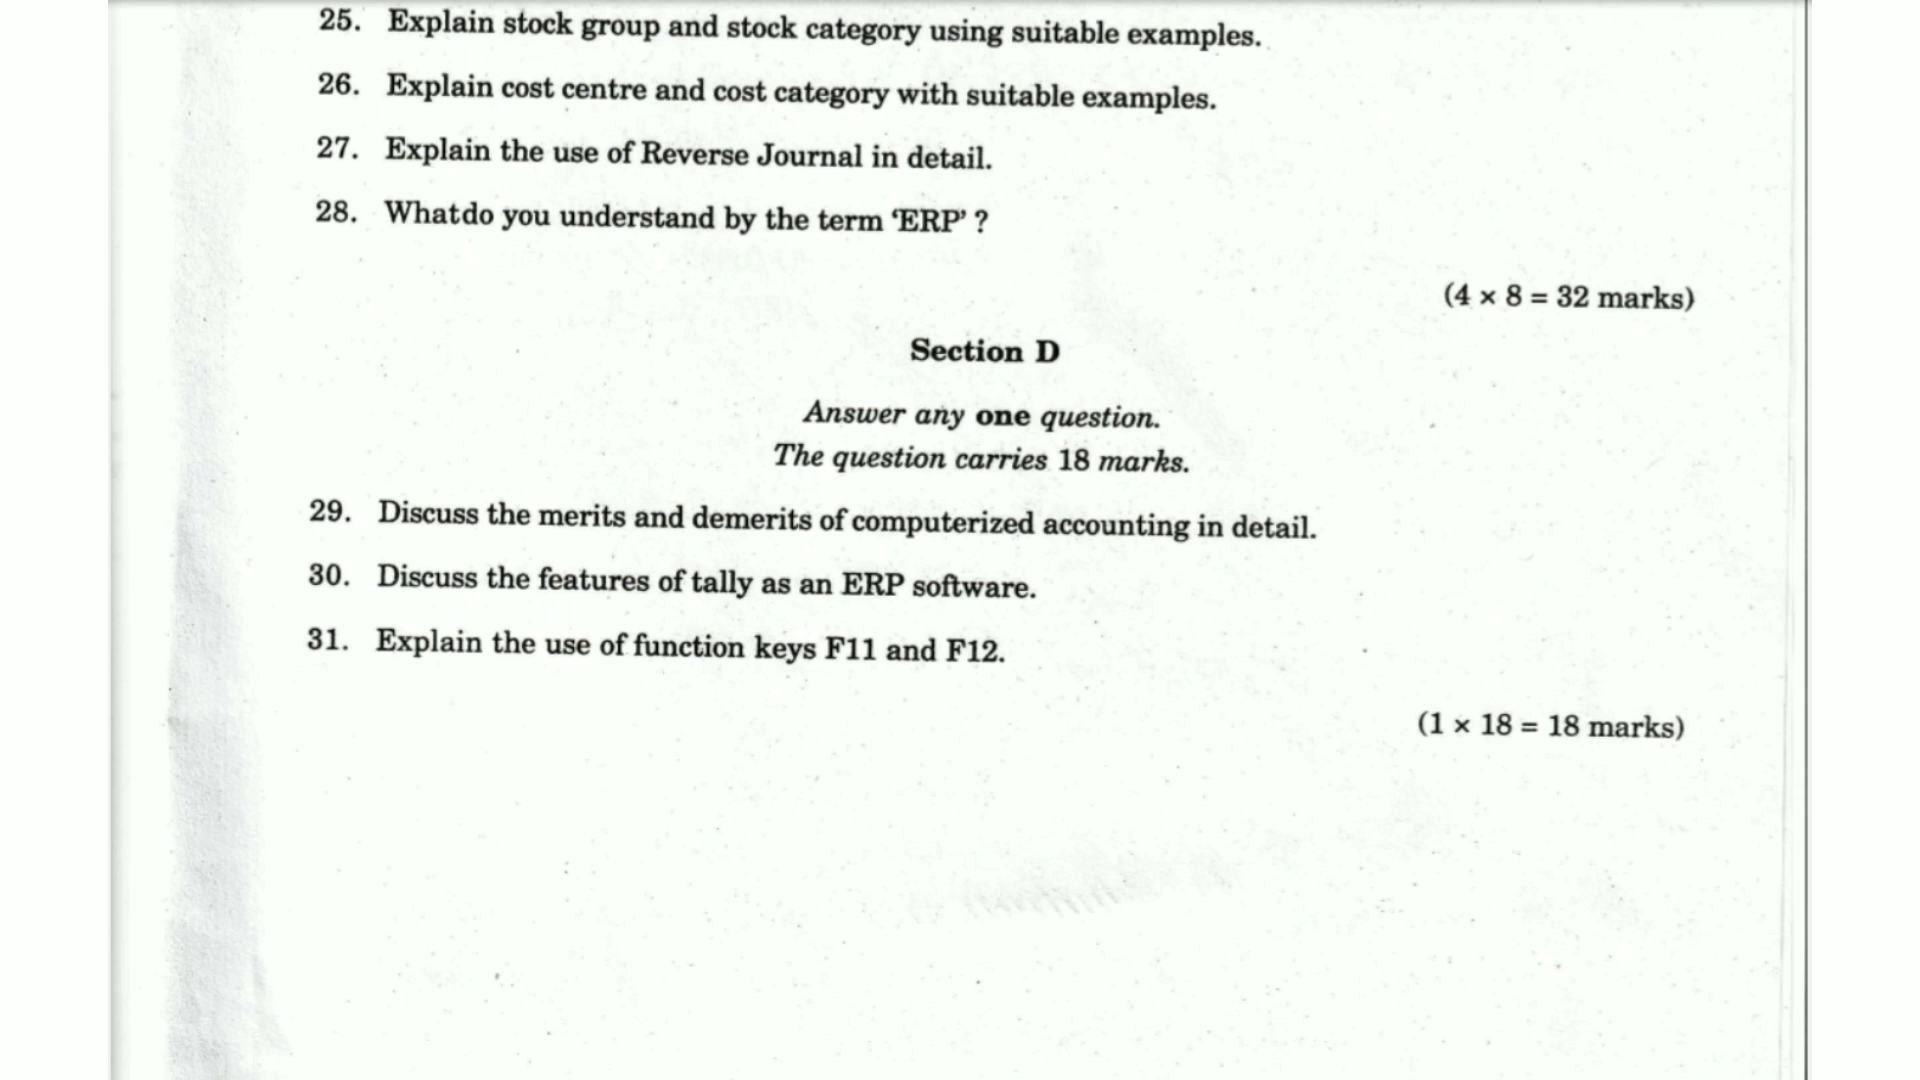 25. Explain stock group and stock category using suitable examples.
26. Explain cost centre and cost category with suitable examples.
27. Explain the use of Reverse Journal in detail.
28. Whatdo you understand by the term ‘ERP’ ?
(4 × 8 = 32 marks)
Section D
Answer any one question.
The question carries 18 marks.
29. Discuss the merits and demerits of computerized accounting in detail.
30. Discuss the features of tally as an ERP software.
31. Explain the use of function keys F11 and F12.
(1 × 18 = 18 marks)